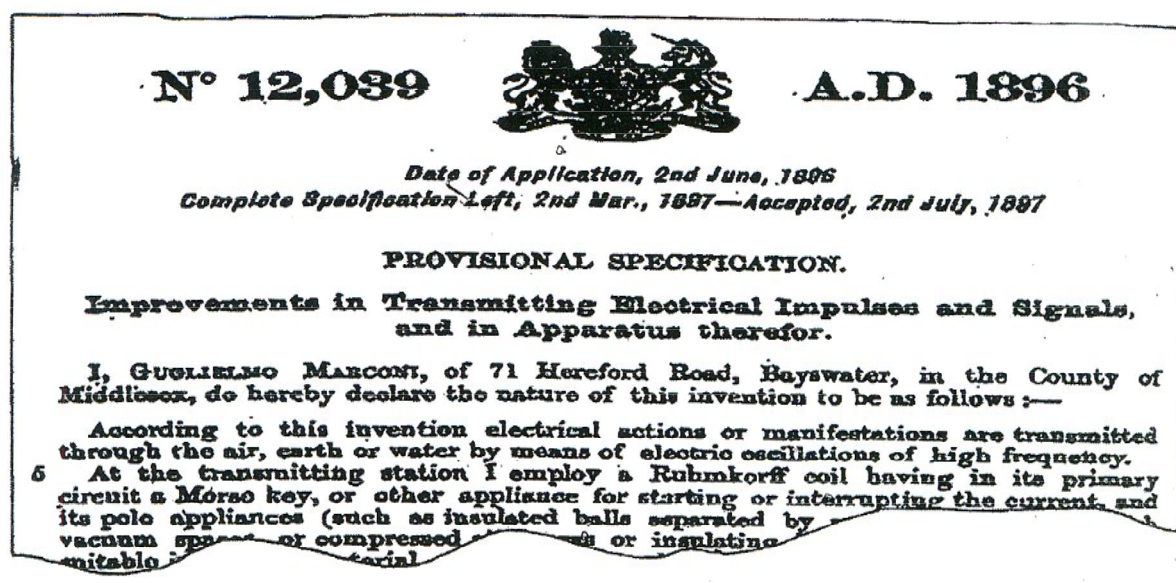 N° 12,039 A.D. 1896
Date of Application, 2nd June, 1896
Complete Specification Left, 2nd Mar., 1897—Accepted, 2nd July, 1897
PROVISIONAL SPECIFICATION.
Improvements in Transmitting Electrical Impulses and Signals,
and in Apparatus therefor.
I, GUGLIELMO MARCONI, of 71 Hereford Road, Bayswater, in the County of
Middlesex, do hereby declare the nature of this invention to be as follows :—
According to this invention electrical actions or manifestations are transmitted
through the air, earth or water by means of electric oscillations of high frequency.
5 At the transmitting station I employ a Ruhmkorff coil having in its primary
circuit a Morse key, or other appliance for starting or interrupting the current, and
its pole appliances (such as insulated balls separated by
vacuum or compressed or insulating